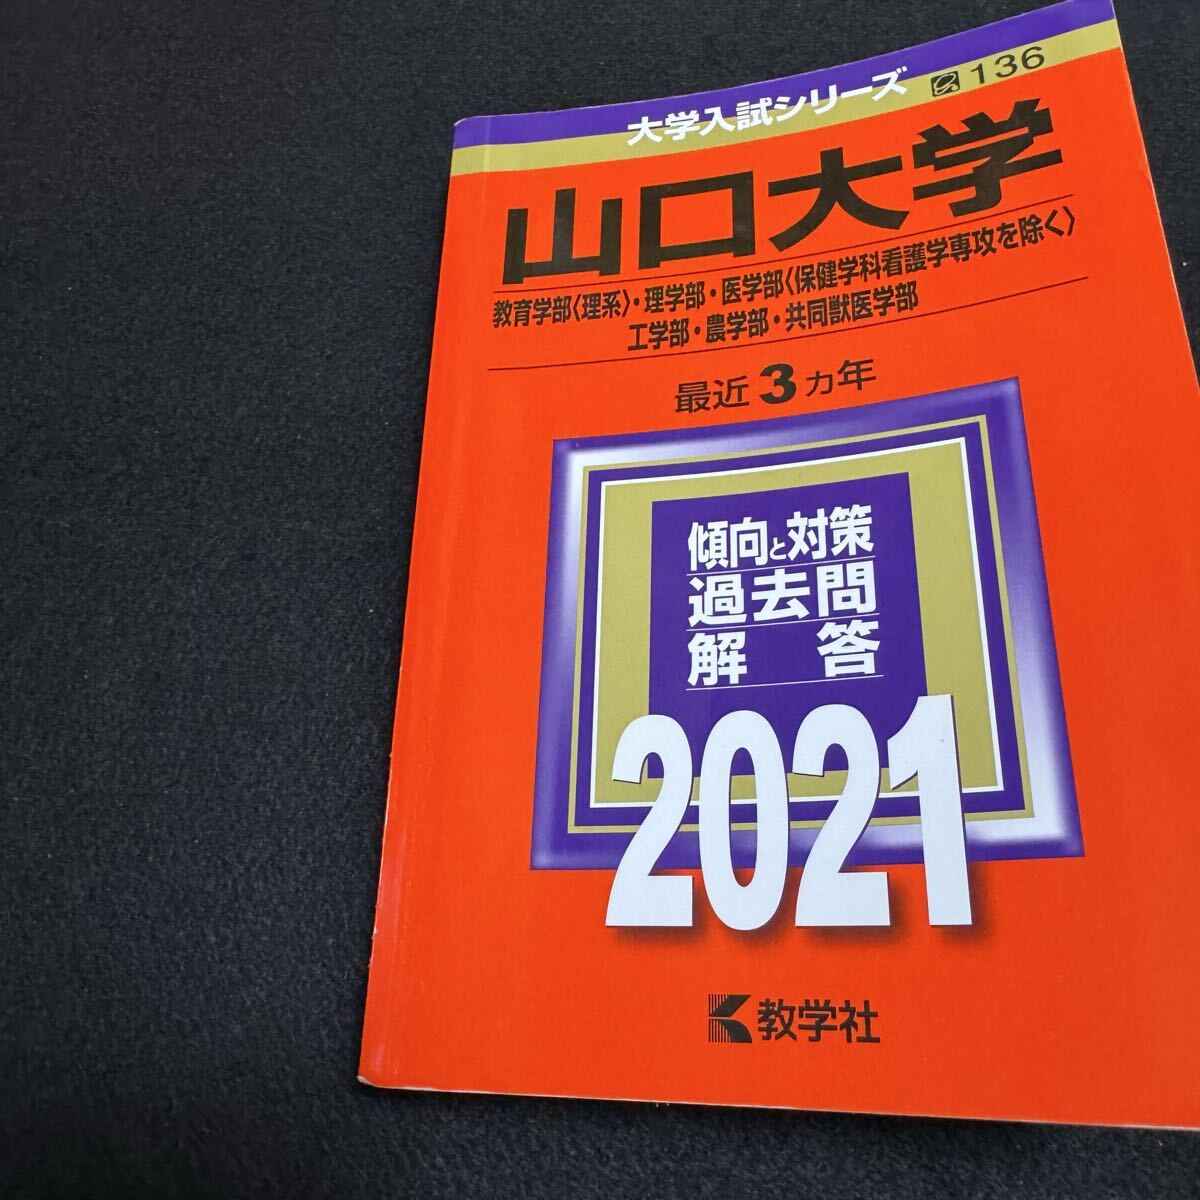 大学入試シリーズ 136
山口大学
教育学部〈理系〉・理学部・医学部〈保健学科看護学専攻を除く〉
工学部・農学部・共同獣医学部
最近3カ年
傾向と対策
過去問
解答
2021
教学社